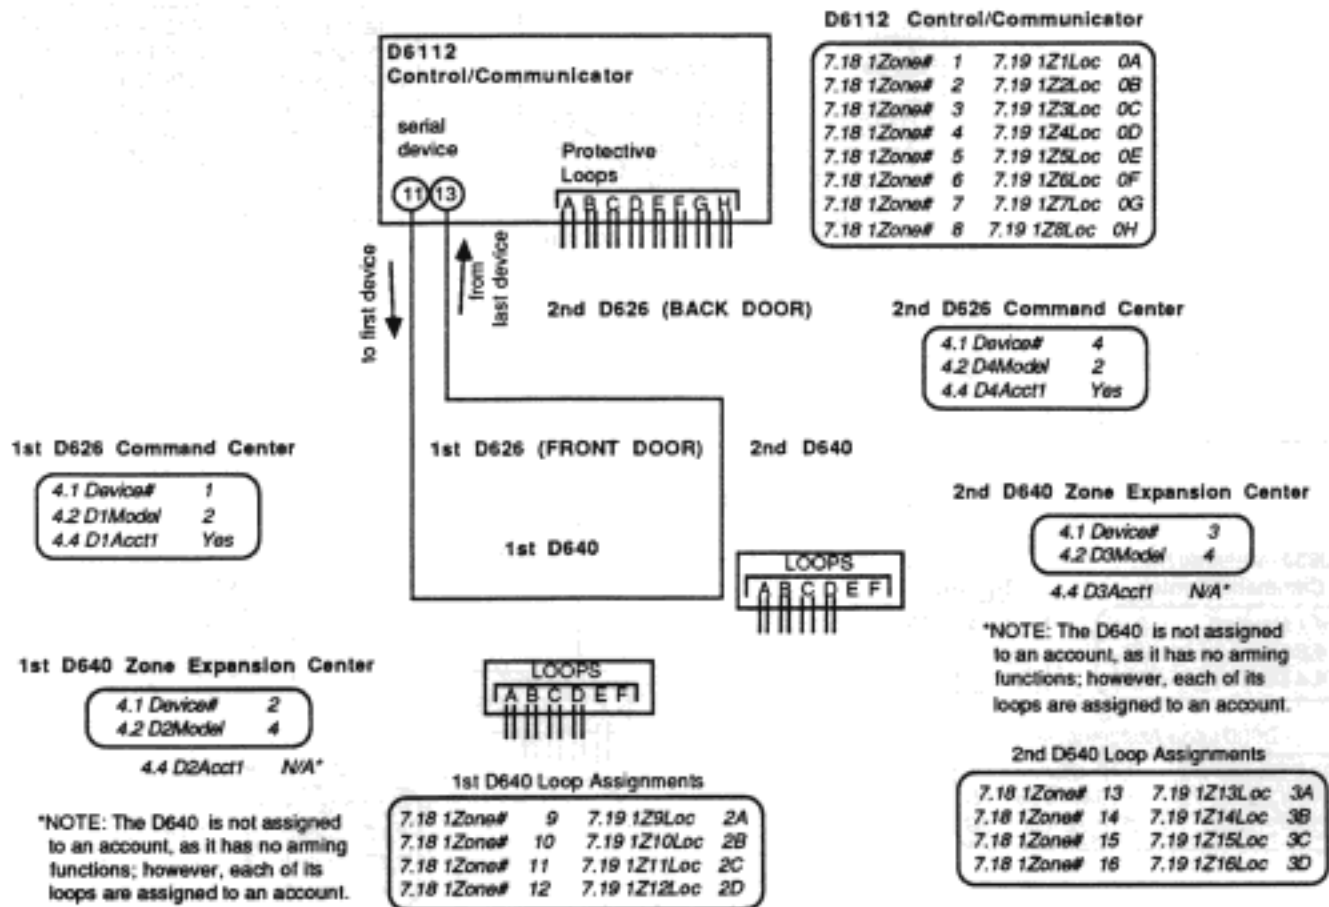 D6112 Control/Communicator
D6112
Control/Communicator
serial
device
Protective
Loops
11 13
A B C D E F G H
7.18 1Zone# 1 7.19 1Z1Loc 0A
7.18 1Zone# 2 7.19 1Z2Loc 0B
7.18 1Zone# 3 7.19 1Z3Loc 0C
7.18 1Zone# 4 7.19 1Z4Loc 0D
7.18 1Zone# 5 7.19 1Z5Loc 0E
7.18 1Zone# 6 7.19 1Z6Loc 0F
7.18 1Zone# 7 7.19 1Z7Loc 0G
7.18 1Zone# 8 7.19 1Z8Loc 0H
to first device
from
last device
2nd D626 (BACK DOOR)
2nd D626 Command Center
4.1 Device# 4
4.2 D4Model 2
4.4 D4Acct1 Yes
1st D626 Command Center
4.1 Device# 1
4.2 D1Model 2
4.4 D1Acct1 Yes
1st D626 (FRONT DOOR)
2nd D640
1st D640
2nd D640 Zone Expansion Center
4.1 Device# 3
4.2 D3Model 4
4.4 D3Acct1 N/A*
*NOTE: The D640 is not assigned
to an account, as it has no arming
functions; however, each of its
loops are assigned to an account.
LOOPS
A B C D E F
1st D640 Zone Expansion Center
4.1 Device# 2
4.2 D2Model 4
4.4 D2Acct1 N/A*
*NOTE: The D640 is not assigned
to an account, as it has no arming
functions; however, each of its
loops are assigned to an account.
LOOPS
A B C D E F
1st D640 Loop Assignments
7.18 1Zone# 9 7.19 1Z9Loc 2A
7.18 1Zone# 10 7.19 1Z10Loc 2B
7.18 1Zone# 11 7.19 1Z11Loc 2C
7.18 1Zone# 12 7.19 1Z12Loc 2D
2nd D640 Loop Assignments
7.18 1Zone# 13 7.19 1Z13Loc 3A
7.18 1Zone# 14 7.19 1Z14Loc 3B
7.18 1Zone# 15 7.19 1Z15Loc 3C
7.18 1Zone# 16 7.19 1Z16Loc 3D